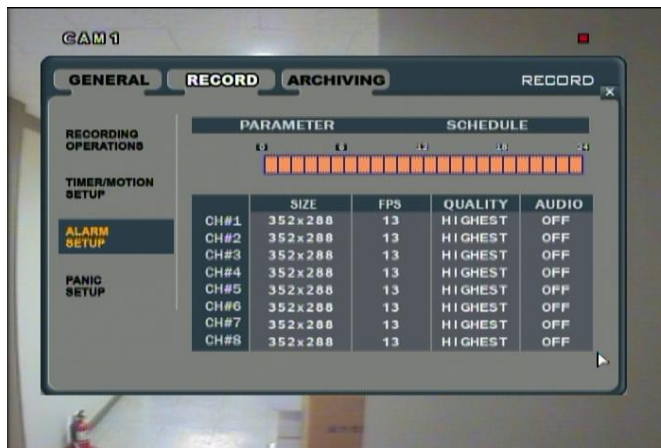 CAM 1
GENERAL RECORD ARCHIVING RECORD
RECORDING
OPERATIONS
TIMER/MOTION
SETUP
ALARM
SETUP
PANIC
SETUP
PARAMETER SCHEDULE
0 6 12 18 24
SIZE FPS QUALITY AUDIO
CH#1 352x288 13 HIGHEST OFF
CH#2 352x288 13 HIGHEST OFF
CH#3 352x288 13 HIGHEST OFF
CH#4 352x288 13 HIGHEST OFF
CH#5 352x288 13 HIGHEST OFF
CH#6 352x288 13 HIGHEST OFF
CH#7 352x288 13 HIGHEST OFF
CH#8 352x288 13 HIGHEST OFF